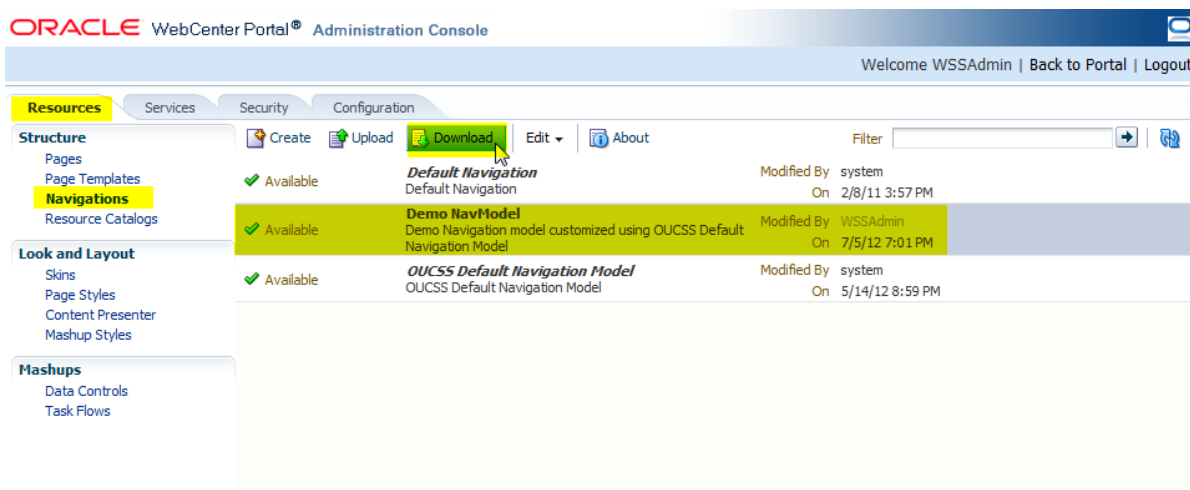 ORACLE WebCenter Portal® Administration Console
Welcome WSSAdmin | Back to Portal | Logout
Resources Services Security Configuration
Structure
Pages
Page Templates
Navigations
Resource Catalogs
Look and Layout
Skins
Page Styles
Content Presenter
Mashup Styles
Mashups
Data Controls
Task Flows
Create Upload Download Edit About Filter
Available Default Navigation Modified By system
Default Navigation On 2/8/11 3:57 PM
Available Demo NavModel Modified By WSSAdmin
Demo Navigation model customized using OUCSS Default
Navigation Model On 7/5/12 7:01 PM
Available OUCSS Default Navigation Model Modified By system
OUCSS Default Navigation Model On 5/14/12 8:59 PM